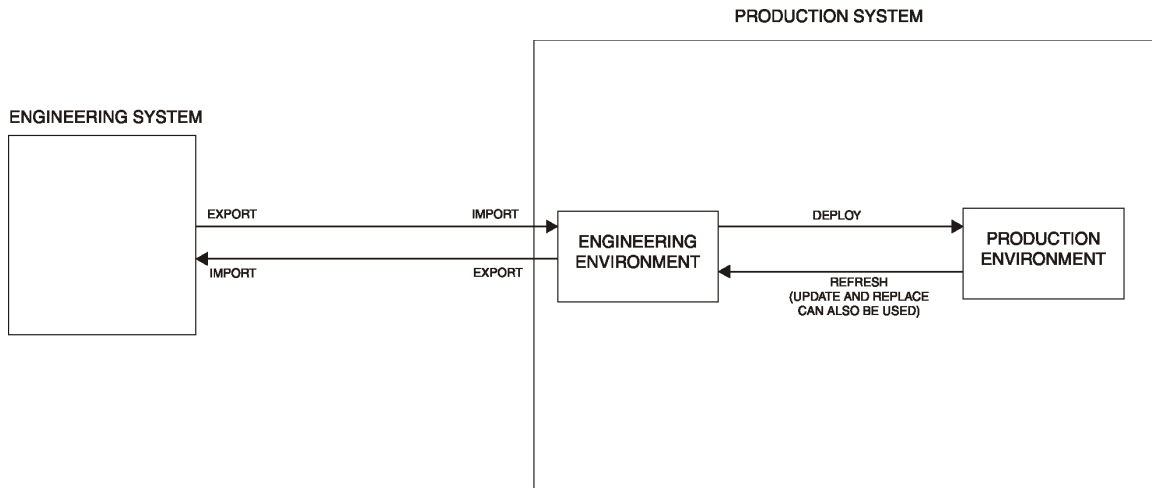 PRODUCTION SYSTEM
ENGINEERING SYSTEM
EXPORT
IMPORT
DEPLOY
ENGINEERING
ENVIRONMENT
PRODUCTION
ENVIRONMENT
IMPORT
EXPORT
REFRESH
(UPDATE AND REPLACE
CAN ALSO BE USED)